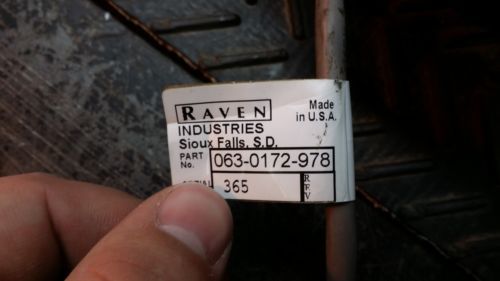 RAVEN
Made
in U.S.A.
INDUSTRIES
Sioux Falls, S.D.
PART
No.
063-0172-978
365
REV